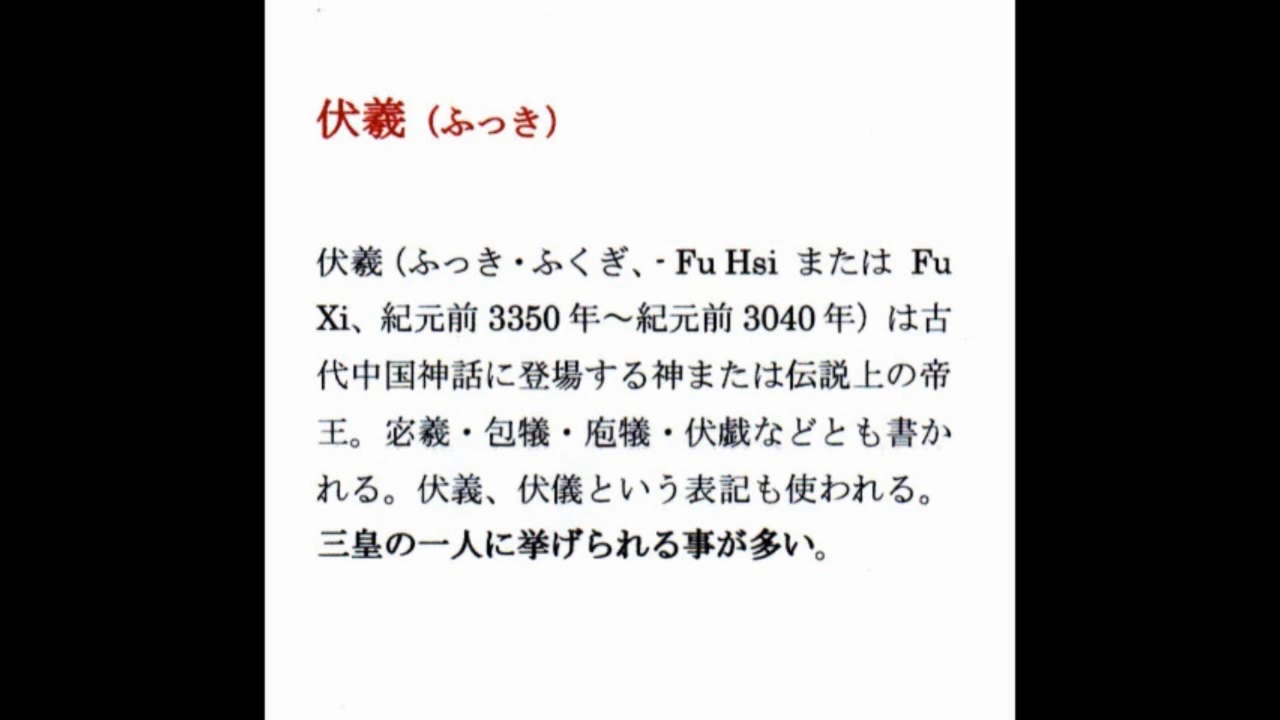 伏羲（ふっき）
伏羲（ふっき・ふくぎ、- Fu Hsi または Fu
Xi、紀元前 3350 年～紀元前 3040 年）は古
代中国神話に登場する神または伝説上の帝
王。宓羲・包犠・庖犠・伏戯などとも書か
れる。伏義、伏儀という表記も使われる。
三皇の一人に挙げられる事が多い。